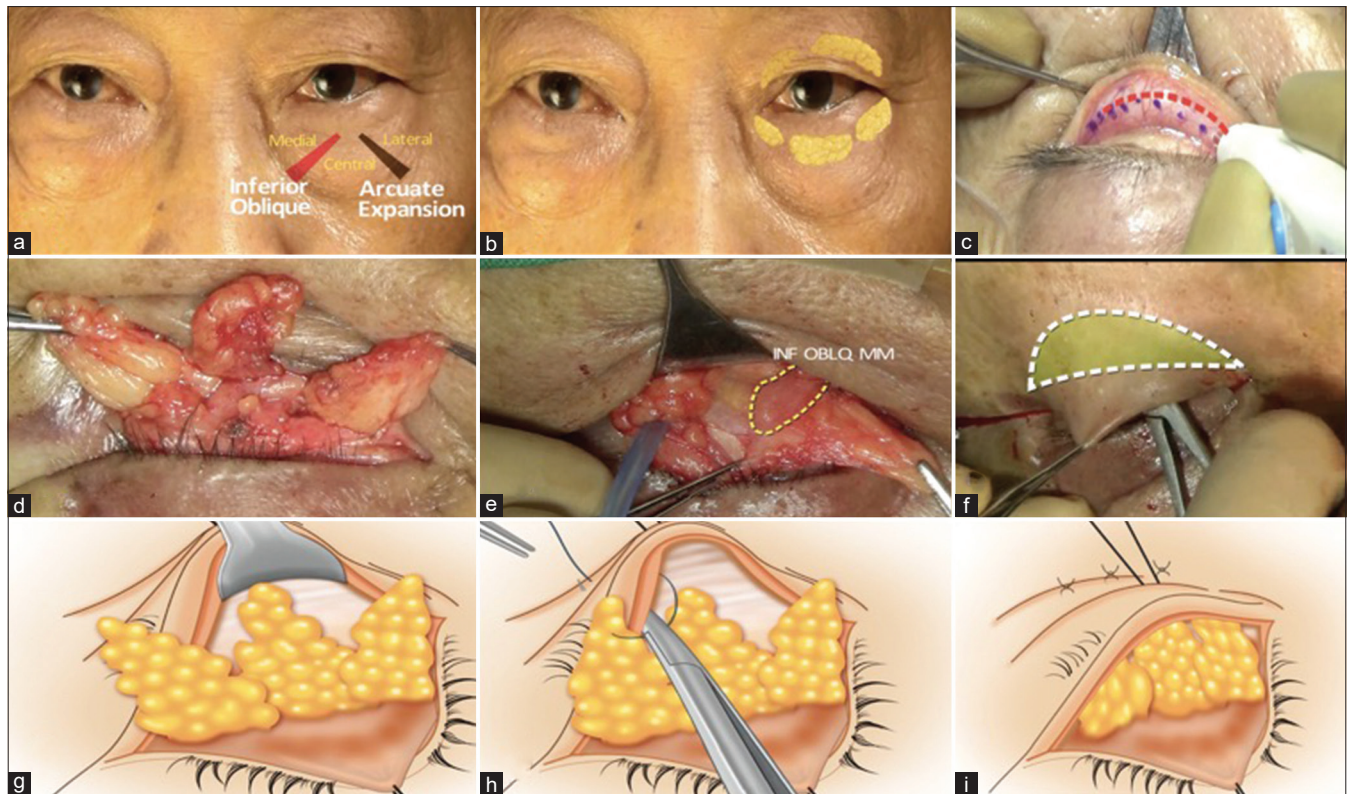 Medial
Lateral
Central
Inferior
Oblique
Arcuate
Expansion
a
b
c
INF OBLQ MM
d
e
f
g
h
i